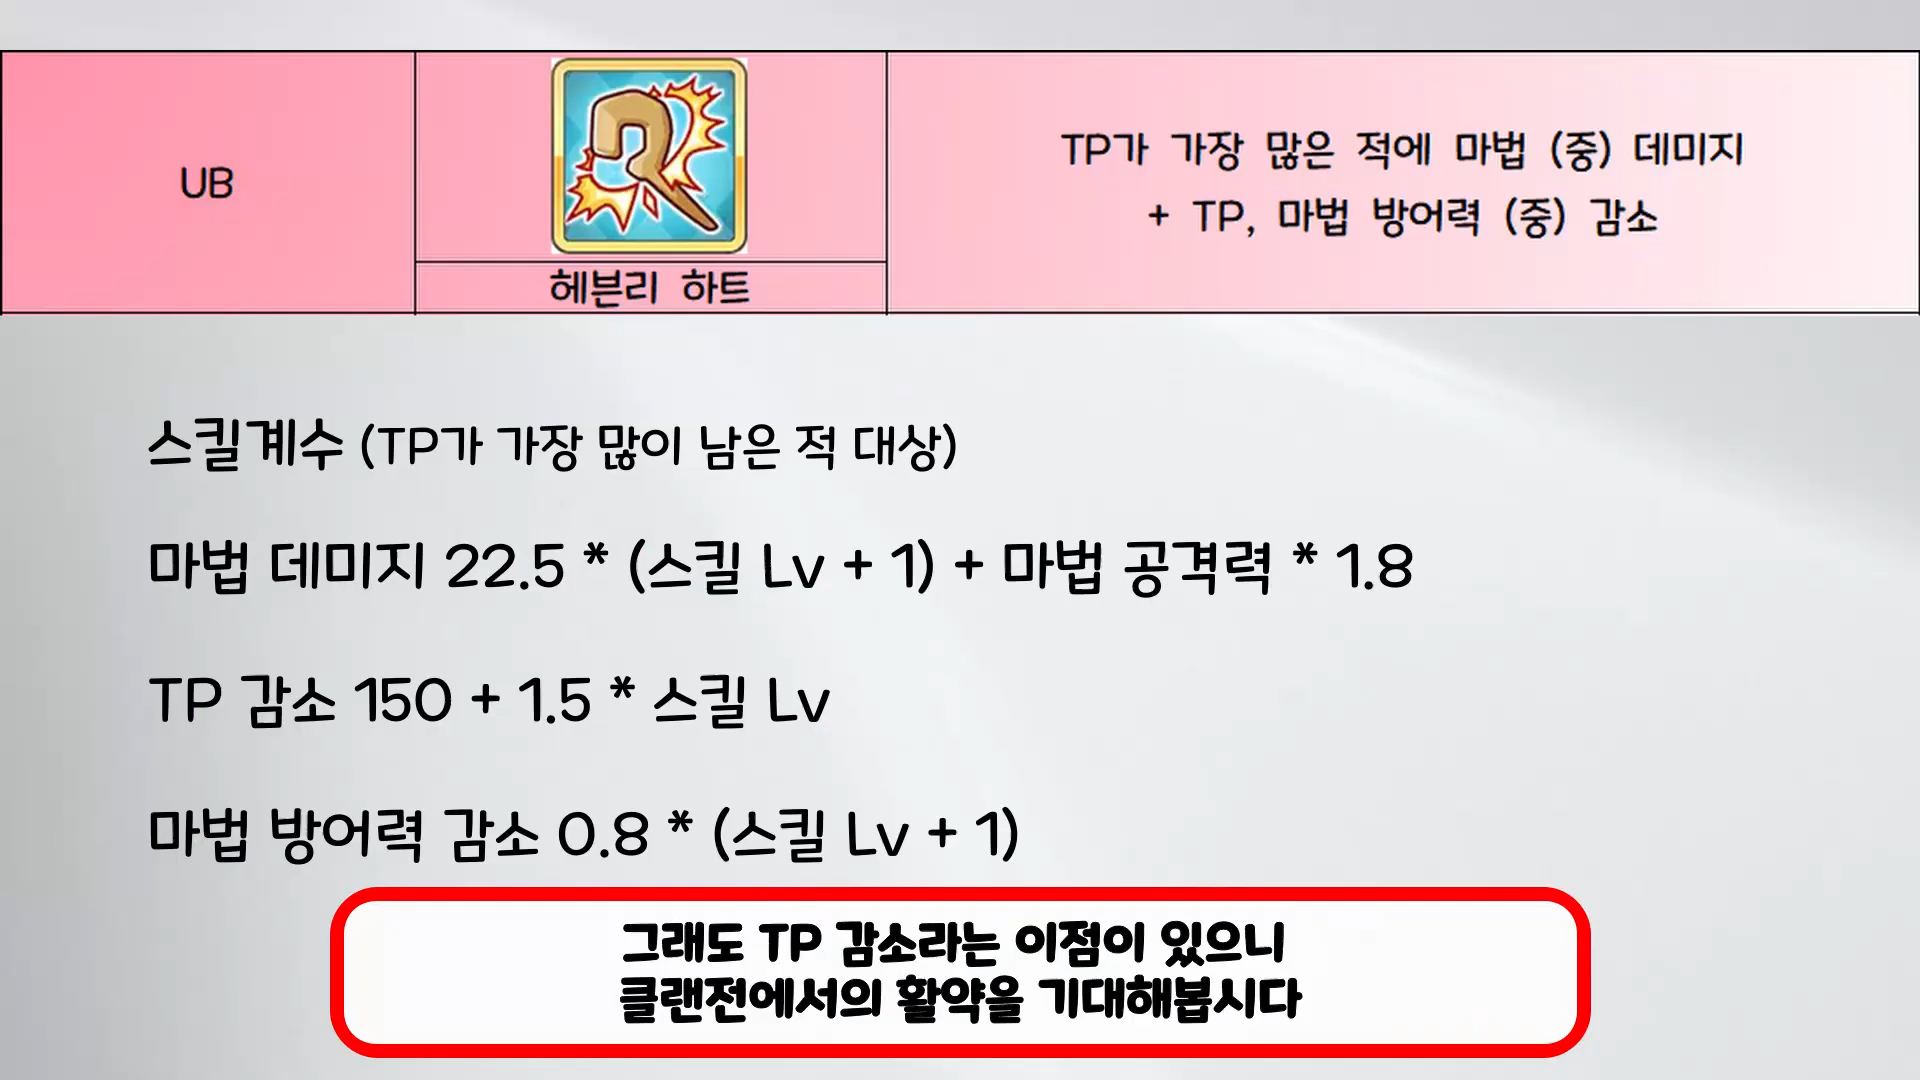 UB
헤븐리 하트
TP가 가장 많은 적에 마법 (중) 데미지
+ TP, 마법 방어력 (중) 감소
스킬계수 (TP가 가장 많이 남은 적 대상)
마법 데미지 22.5 * (스킬 Lv + 1) + 마법 공격력 * 1.8
TP 감소 150 + 1.5 * 스킬 Lv
마법 방어력 감소 0.8 * (스킬 Lv + 1)
그래도 TP 감소라는 이점이 있으니
클랜전에서의 활약을 기대해봅시다